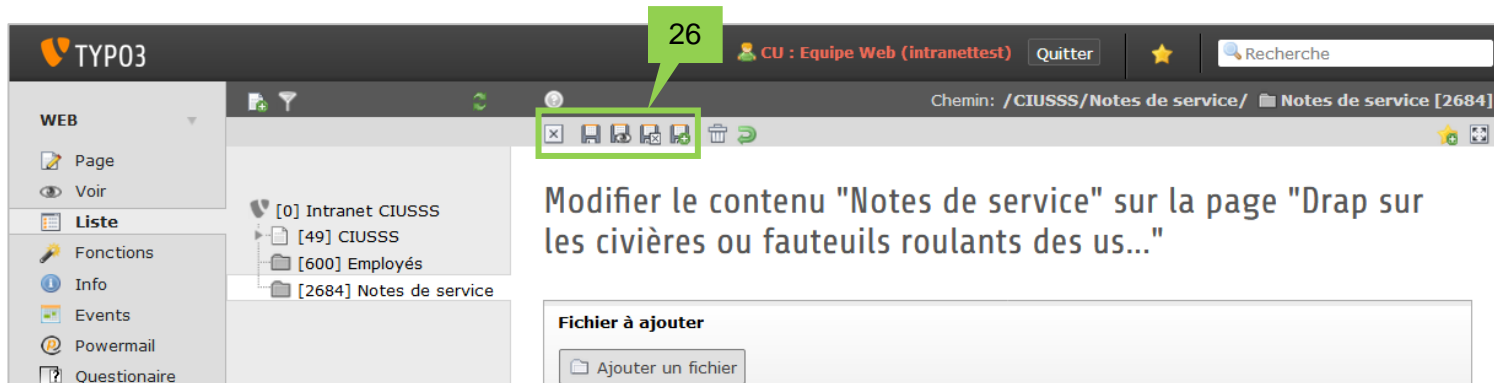 26
TYPO3
CU : Equipe Web (intranettest) Quitter Recherche
Chemin: /CIUSSS/Notes de service/ Notes de service [2684]
WEB
Page
Voir
Liste
Fonctions
Info
Events
Powermail
Questionaire
[0] Intranet CIUSSS
[49] CIUSSS
[600] Employés
[2684] Notes de service
Modifier le contenu "Notes de service" sur la page "Drap sur
les civières ou fauteuils roulants des us..."
Fichier à ajouter
Ajouter un fichier